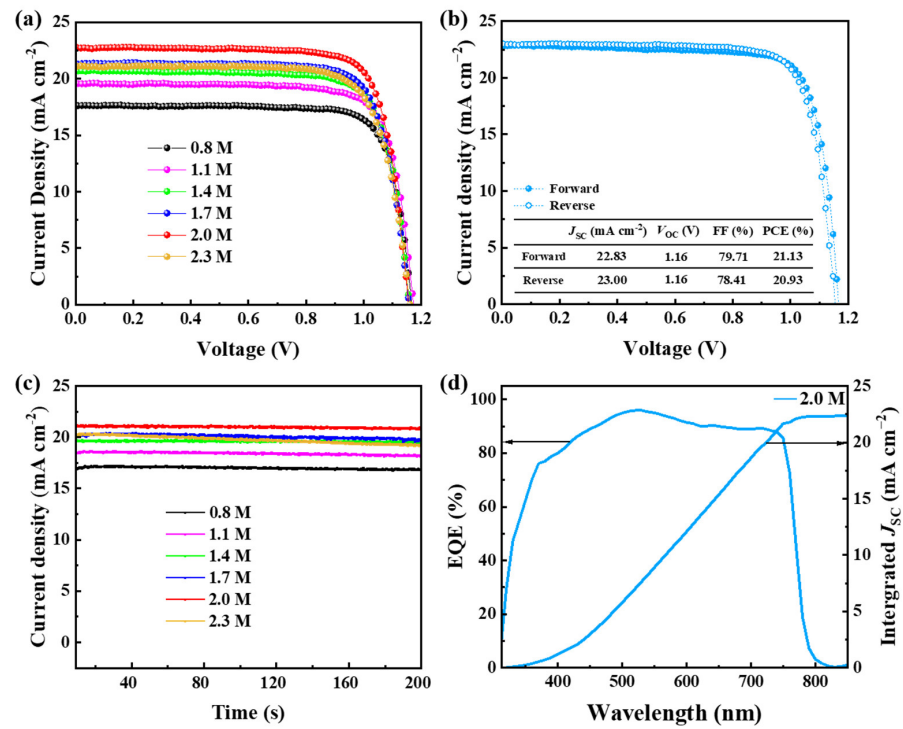 (a)
25
20
15
10
5
0
Current Density (mA cm−2)
0.8 M
1.1 M
1.4 M
1.7 M
2.0 M
2.3 M
0.0 0.2 0.4 0.6 0.8 1.0 1.2
Voltage (V)
(b)
25
20
15
10
5
0
Current density (mA cm−2)
Forward
Reverse
JSC (mA cm-2) VOC (V) FF (%) PCE (%)
Forward 22.83 1.16 79.71 21.13
Reverse 23.00 1.16 78.41 20.93
0.0 0.2 0.4 0.6 0.8 1.0 1.2
Voltage (V)
(c)
25
20
15
10
5
0
Current density (mA cm−2)
0.8 M
1.1 M
1.4 M
1.7 M
2.0 M
2.3 M
40 80 120 160 200
Time (s)
(d)
100
80
60
40
20
0
EQE (%)
2.0 M
25
20
15
10
5
0
Intergrated JSC (mA cm−2)
400 500 600 700 800
Wavelength (nm)